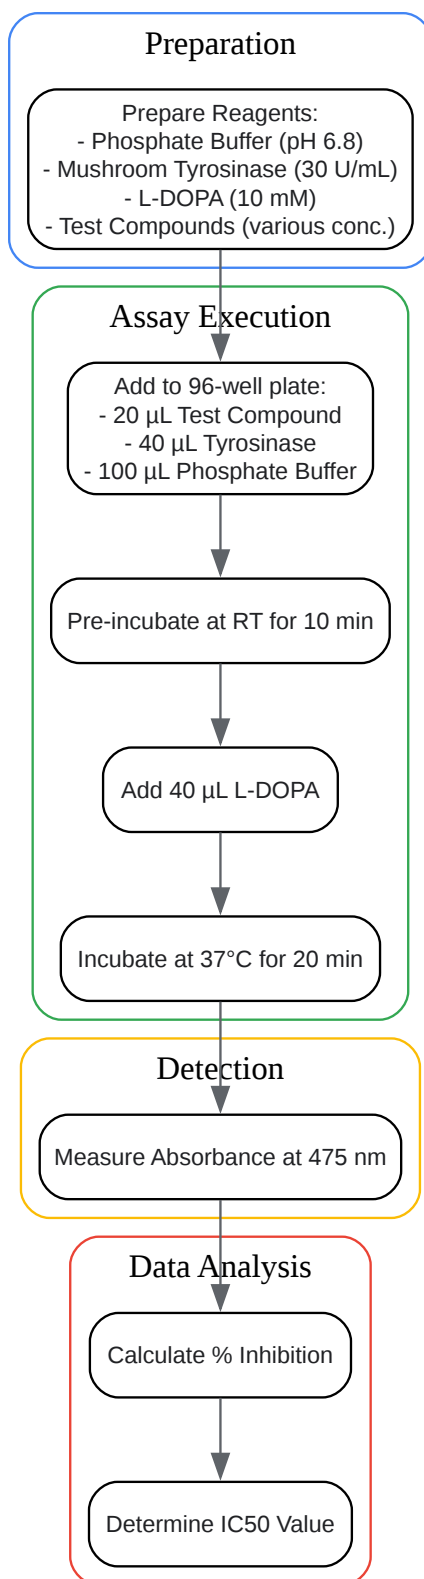 Preparation
Prepare Reagents:
- Phosphate Buffer (pH 6.8)
- Mushroom Tyrosinase (30 U/mL)
- L-DOPA (10 mM)
- Test Compounds (various conc.)
Assay Execution
Add to 96-well plate:
- 20 µL Test Compound
- 40 µL Tyrosinase
- 100 µL Phosphate Buffer
Pre-incubate at RT for 10 min
Add 40 µL L-DOPA
Incubate at 37°C for 20 min
Detection
Measure Absorbance at 475 nm
Data Analysis
Calculate % Inhibition
Determine IC50 Value